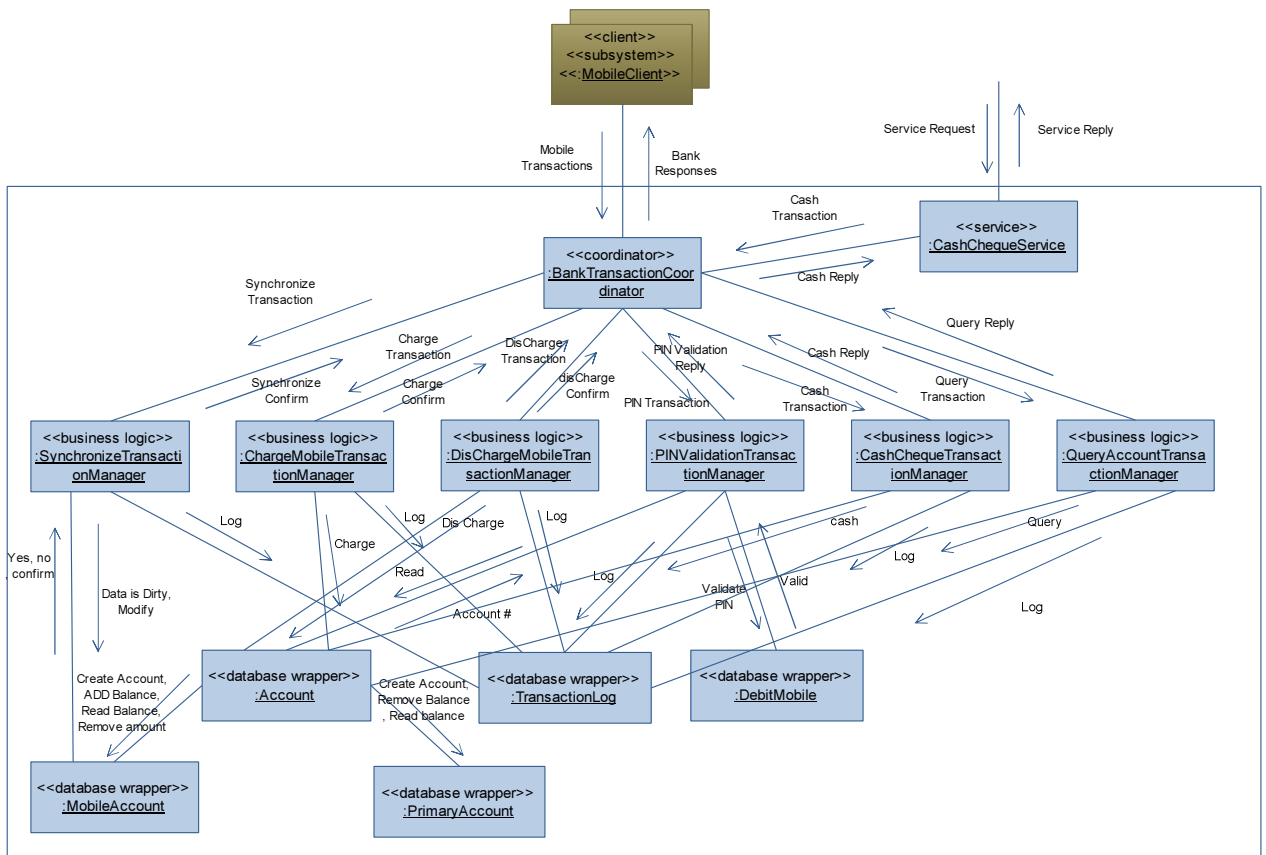 <<client>>
<<subsystem>>
<<:MobileClient>>
Mobile
Transactions
Bank
Responses
Service Request
Service Reply
<<service>>
:CashChequeService
Cash
Transaction
Cash Reply
<<coordinator>>
:BankTransactionCoor
dinator
Synchronize
Transaction
Synchronize
Confirm
Charge
Transaction
Charge
Confirm
DisCharge
Transaction
disCharge
Confirm
PIN Validation
Reply
PIN Transaction
Cash Reply
Cash
Transaction
Query Reply
Query
Transaction
<<business logic>>
:SynchronizeTransacti
onManager
<<business logic>>
:ChargeMobileTransac
tionManager
<<business logic>>
:DisChargeMobileTran
sactionManager
<<business logic>>
:PINValidationTransac
tionManager
<<business logic>>
:CashChequeTransact
ionManager
<<business logic>>
:QueryAccountTransa
ctionManager
Yes, no
, confirm
Data is Dirty,
Modify
Log
Charge
Log
Dis Charge
Read
Log
Account #
Log
Validate
PIN
Valid
cash
Log
Query
Log
<<database wrapper>>
:Account
<<database wrapper>>
:TransactionLog
<<database wrapper>>
:DebitMobile
Create Account,
ADD Balance,
Read Balance,
Remove amount
Create Account,
Remove Balance
, Read balance
<<database wrapper>>
:MobileAccount
<<database wrapper>>
:PrimaryAccount